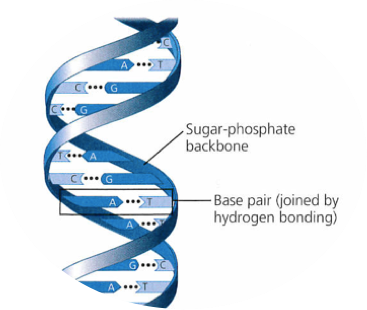 C
A T
C G
C G
Sugar-phosphate
backbone
T A
C G
A T
Base pair (joined by
hydrogen bonding)
A
G C
A T